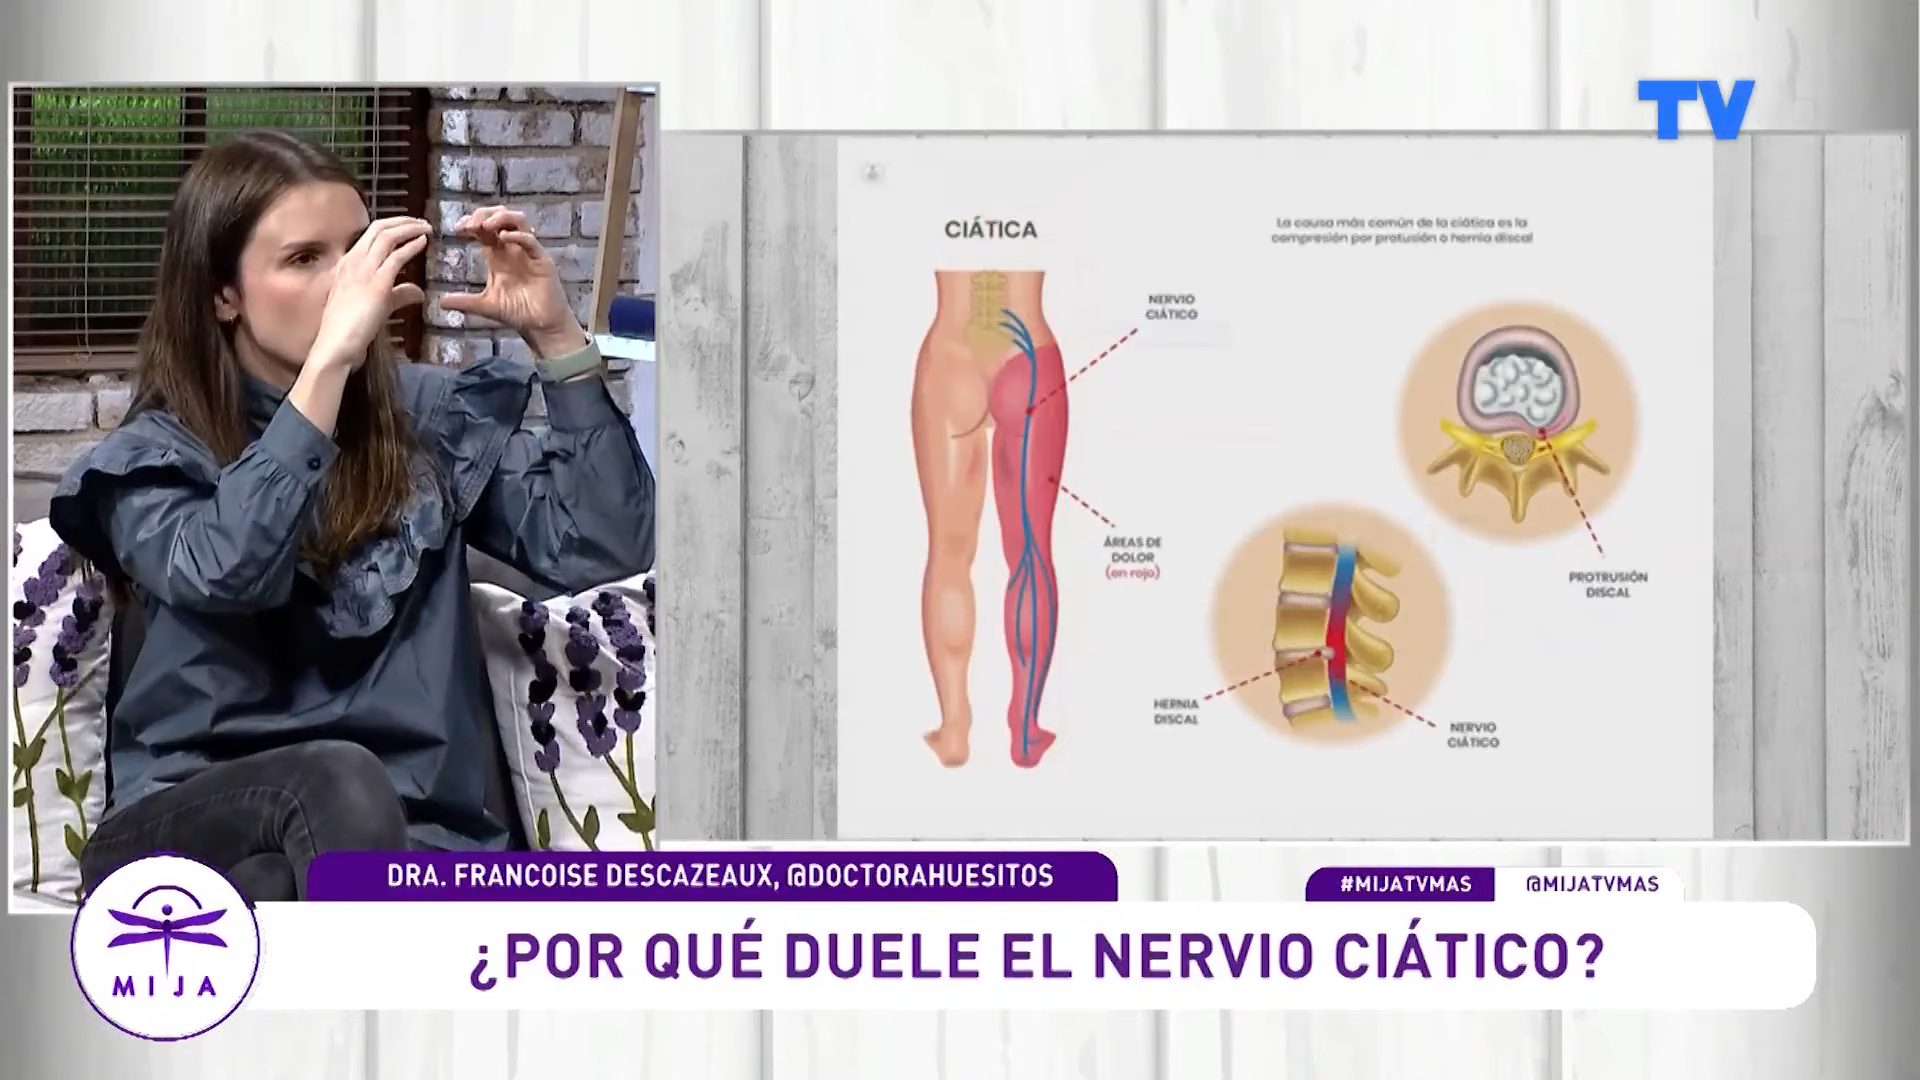 TV
CIÁTICA
La causa más común de la ciática es la
compresión por protusión o hernia discal
NERVIO
CIÁTICO
ÁREAS DE
DOLOR
(en rojo)
PROTRUSIÓN
DISCAL
HERNIA
DISCAL
NERVIO
CIÁTICO
DRA. FRANCOISE DESCAZEAUX, @DOCTORAHUESITOS
#MIJATVMAS
@MIJATVMAS
¿POR QUÉ DUELE EL NERVIO CIÁTICO?
MIJA